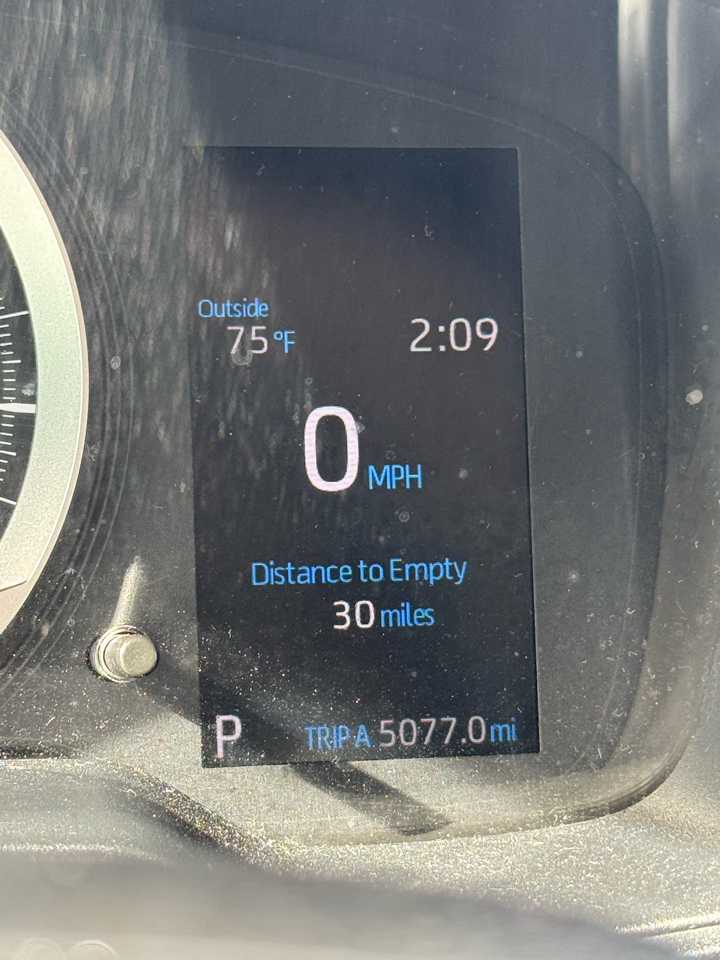 Outside
75 °F 2:09
0 MPH
Distance to Empty
30 miles
P TRIP A 5077.0 mi